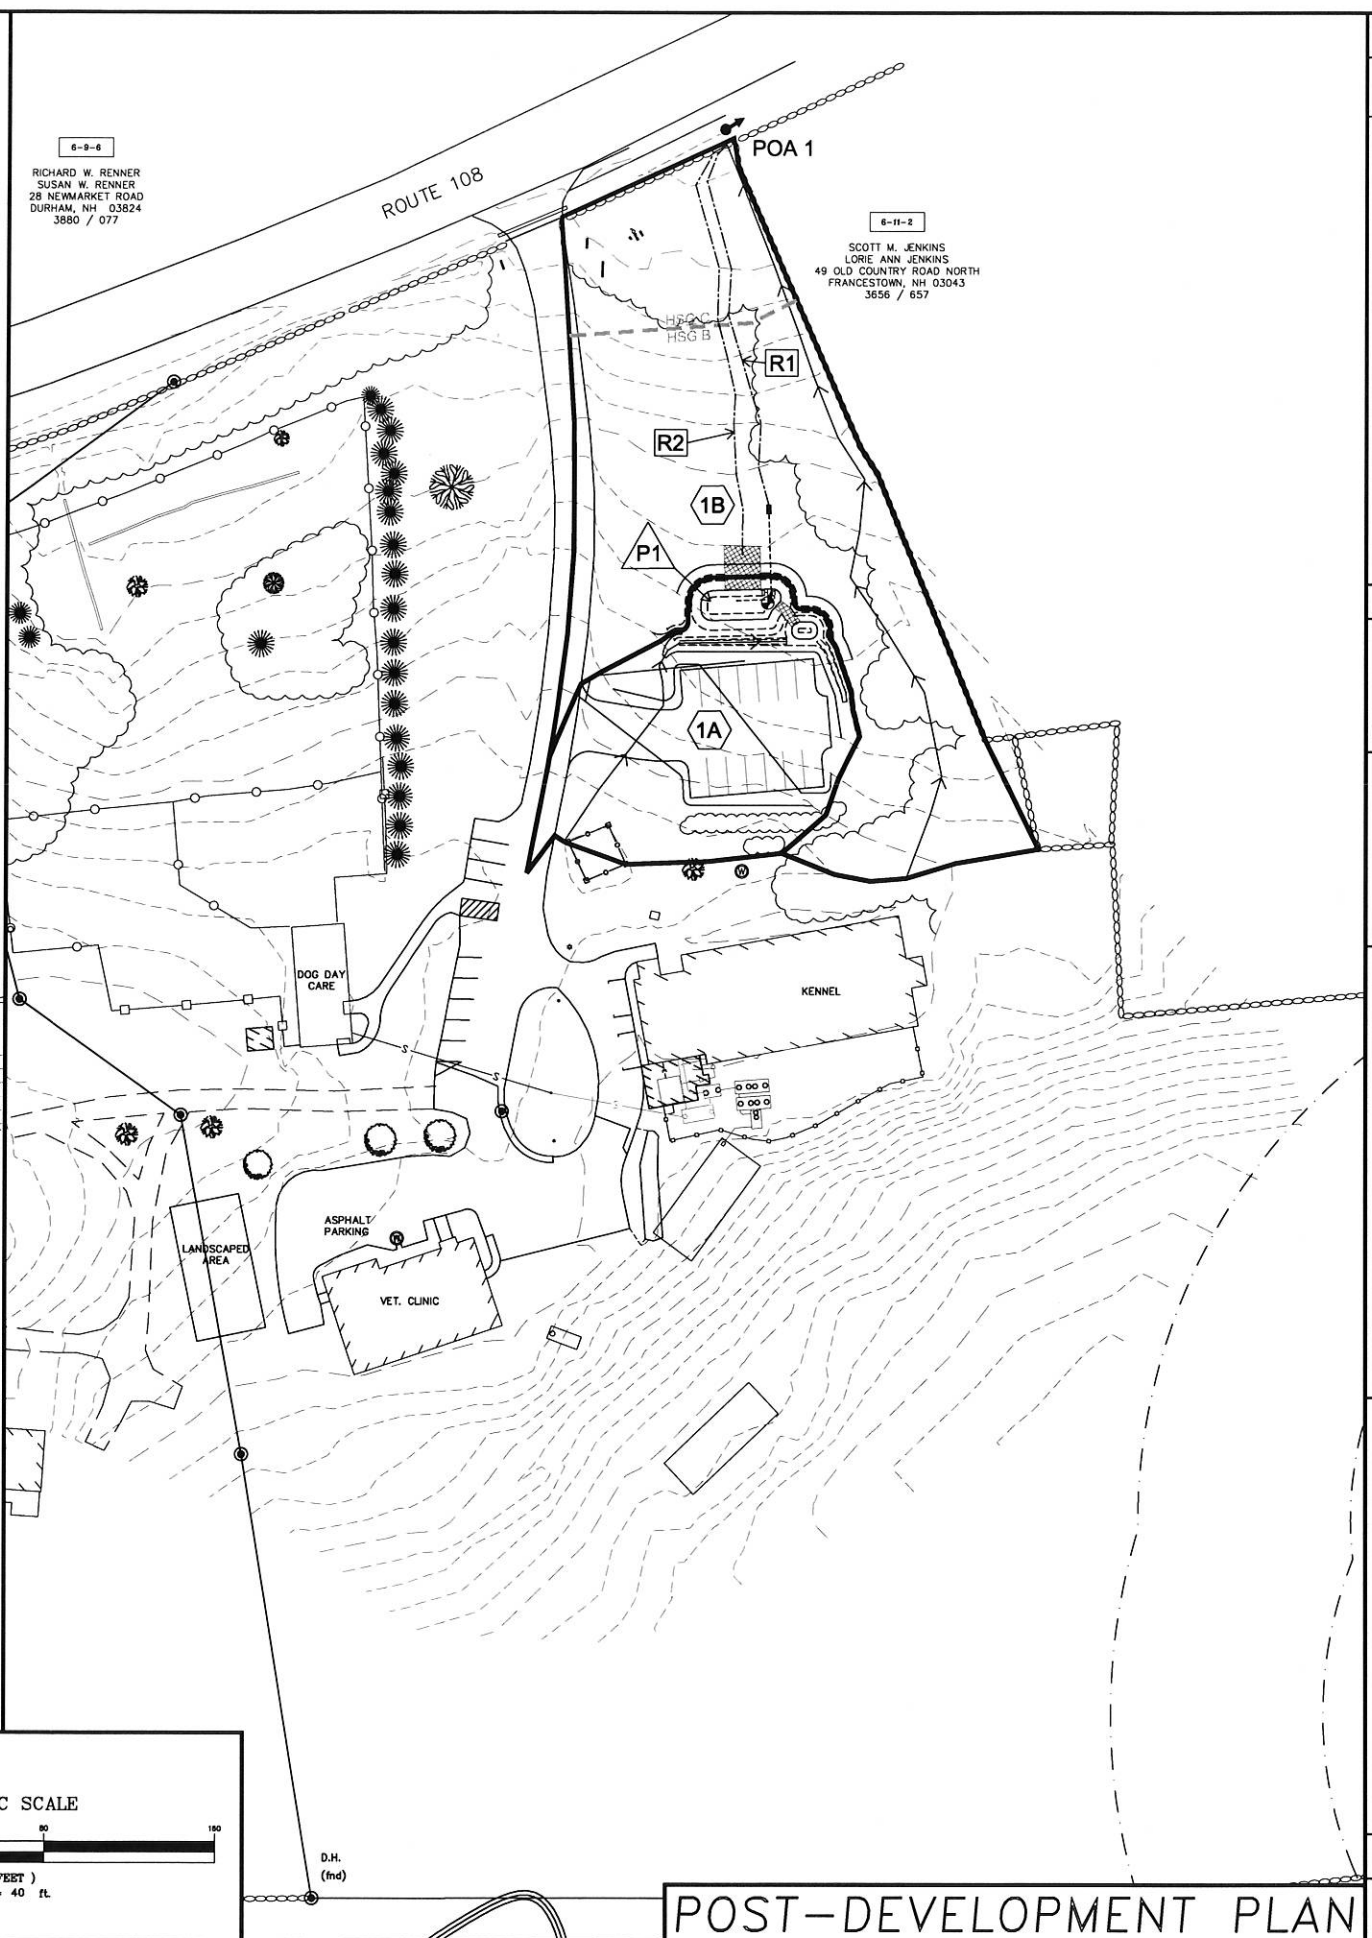 6-9-6
RICHARD W. RENNER
SUSAN W. RENNER
28 NEWMARKET ROAD
DURHAM, NH 03824
3880 / 077
ROUTE 108
POA 1
6-11-2
SCOTT M. JENKINS
LORIE ANN JENKINS
49 OLD COUNTRY ROAD NORTH
FRANCESTOWN, NH 03043
3656 / 657
HSG C
HSG B
R1
R2
1B
P1
1A
W
DOG DAY
CARE
KENNEL
S
S
ASPHALT
PARKING
LANDSCAPED
AREA
VET. CLINIC
C SCALE
80
160
FEET )
40 ft.
D.H.
(fnd)
POST-DEVELOPMENT PLAN